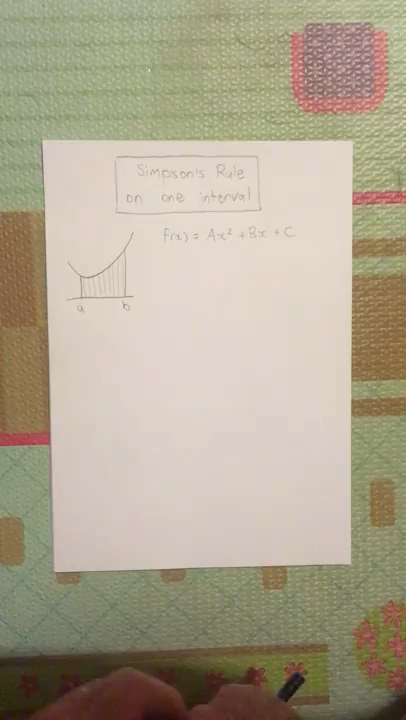 Simpson's Rule
on one interval
f(x) = Ax² + Bx + C
a b